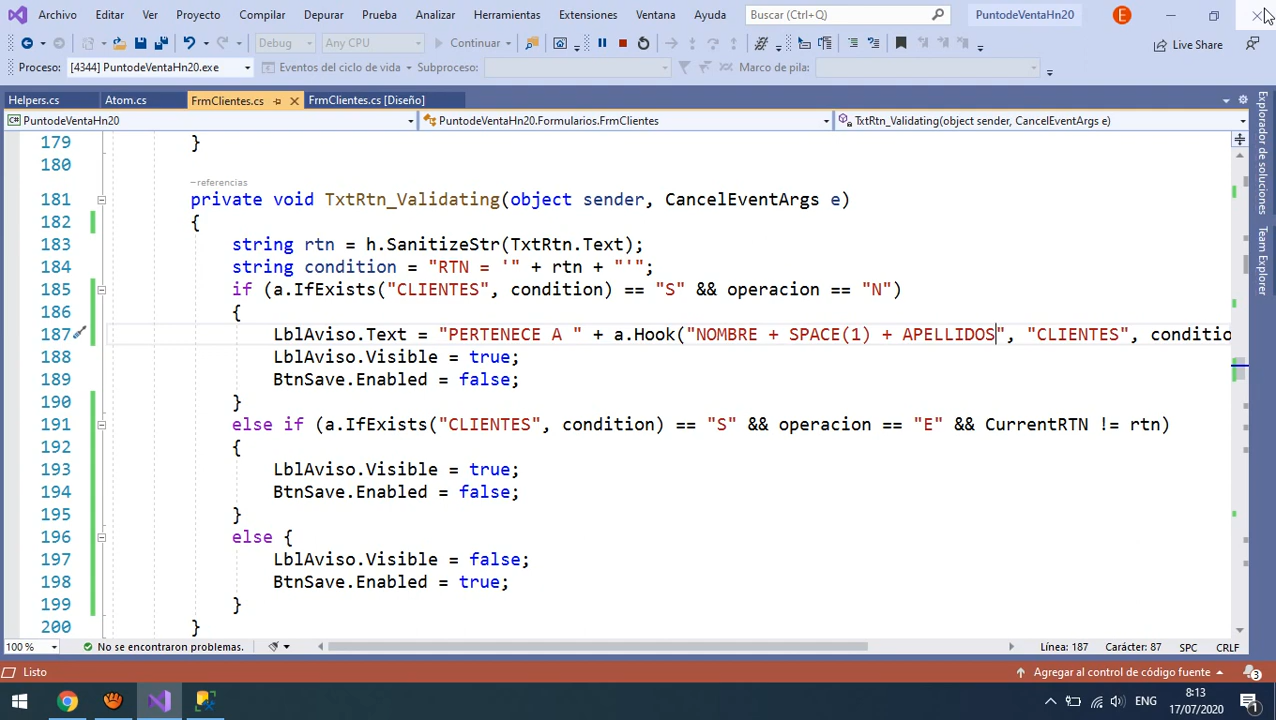 Editar Ver Proyecto Compilar Depurar Prueba Analizar Herramientas Extensiones Ventana Ayuda Buscar (Ctrl+Q) PuntodeVentaHn20 E
Debug Any CPU Continuar Live Share
Proceso: [4344] PuntodeVentaHn20.exe Eventos del ciclo de vida Subproceso: Marco de pila:
Helpers.cs Atom.cs FrmClientes.cs FrmClientes.cs [Diseño]
PuntodeVentaHn20 PuntodeVentaHn20.Formularios.FrmClientes TxtRtn_Validating(object sender, CancelEventArgs e)
179 }
180
–referencias
181 private void TxtRtn_Validating(object sender, CancelEventArgs e)
182 {
183 string rtn = h.SanitizeStr(TxtRtn.Text);
184 string condition = "RTN = '" + rtn + "'";
185 if (a.IfExists("CLIENTES", condition) == "S" && operacion == "N")
186 {
187 LblAviso.Text = "PERTENECE A " + a.Hook("NOMBRE + SPACE(1) + APELLIDOS", "CLIENTES", conditio
188 LblAviso.Visible = true;
189 BtnSave.Enabled = false;
190 }
191 else if (a.IfExists("CLIENTES", condition) == "S" && operacion == "E" && CurrentRTN != rtn)
192 {
193 LblAviso.Visible = true;
194 BtnSave.Enabled = false;
195 }
196 else {
197 LblAviso.Visible = false;
198 BtnSave.Enabled = true;
199 }
200 }
Explorador de soluciones
Team Explorer
100 % No se encontraron problemas. Línea: 187 Carácter: 87 SPC CRLF
Listo Agregar al control de código fuente 3
ENG 8:13
17/07/2020 1